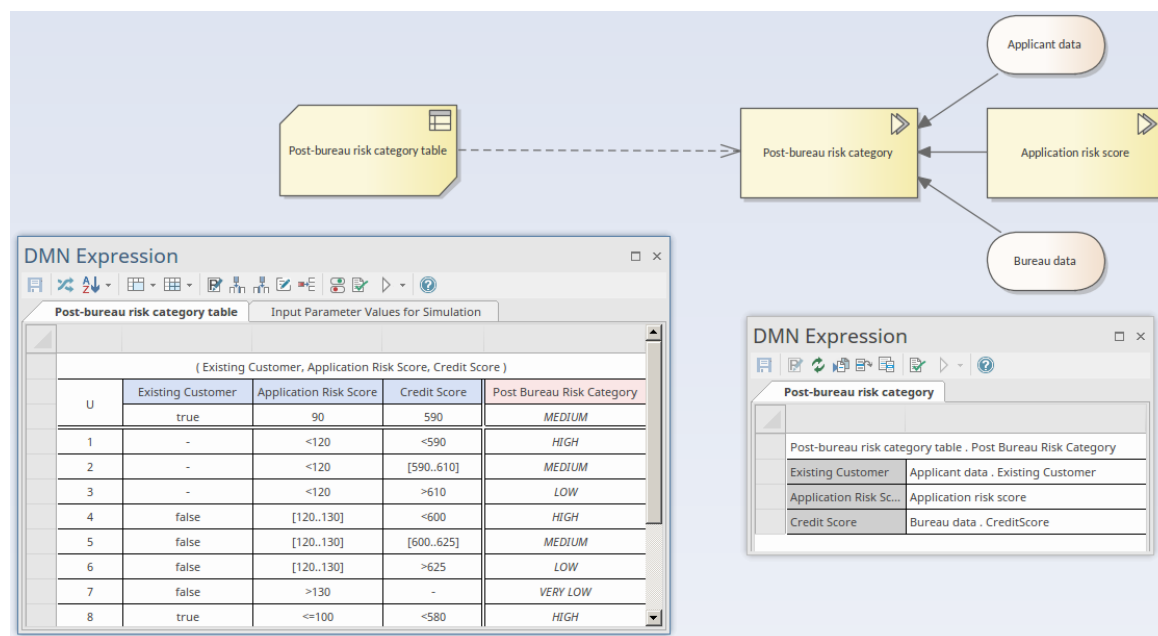 Applicant data
Post-bureau risk category table
Post-bureau risk category
Application risk score
Bureau data
DMN Expression
Post-bureau risk category table Input Parameter Values for Simulation
( Existing Customer, Application Risk Score, Credit Score )
U Existing Customer Application Risk Score Credit Score Post Bureau Risk Category
true 90 590 MEDIUM
1 - <120 <590 HIGH
2 - <120 [590..610] MEDIUM
3 - <120 >610 LOW
4 false [120..130] <600 HIGH
5 false [120..130] [600..625] MEDIUM
6 false [120..130] >625 LOW
7 false >130 - VERY LOW
8 true <=100 <580 HIGH
DMN Expression
Post-bureau risk category
Post-bureau risk category table . Post Bureau Risk Category
Existing Customer Applicant data . Existing Customer
Application Risk Sc... Application risk score
Credit Score Bureau data . CreditScore